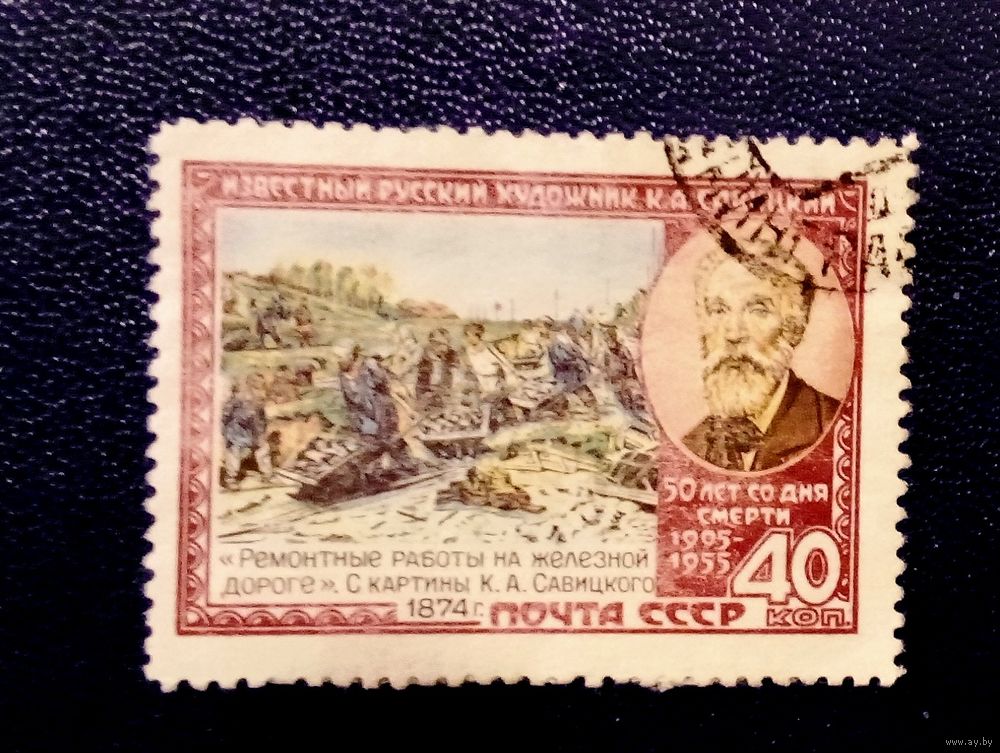 ИЗВЕСТНЫЙ РУССКИЙ ХУДОЖНИК К.А. САВИЦКИЙ
50 ЛЕТ СО ДНЯ
СМЕРТИ
1905-
1955
40
КОП.
«РЕМОНТНЫЕ РАБОТЫ НА ЖЕЛЕЗНОЙ
ДОРОГЕ». С КАРТИНЫ К. А. САВИЦКОГО
1874 г.
ПОЧТА СССР
www.ay.by